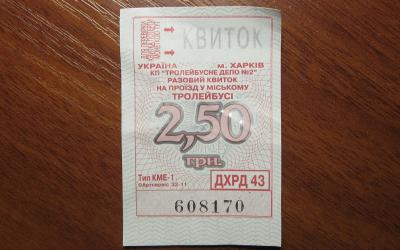 КВИТОК
УКРАЇНА м. ХАРКІВ
КП "ТРОЛЕЙБУСНЕ ДЕПО №2"
РАЗОВИЙ КВИТОК
НА ПРОЇЗД У МІСЬКОМУ
ТРОЛЕЙБУСІ
2,50
грн.
Тип КМЕ-1
ДХРД 43
608170